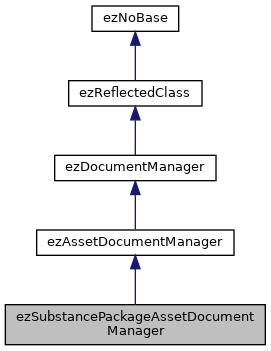 ezNoBase
ezReflectedClass
ezDocumentManager
ezAssetDocumentManager
ezSubstancePackageAssetDocument
Manager